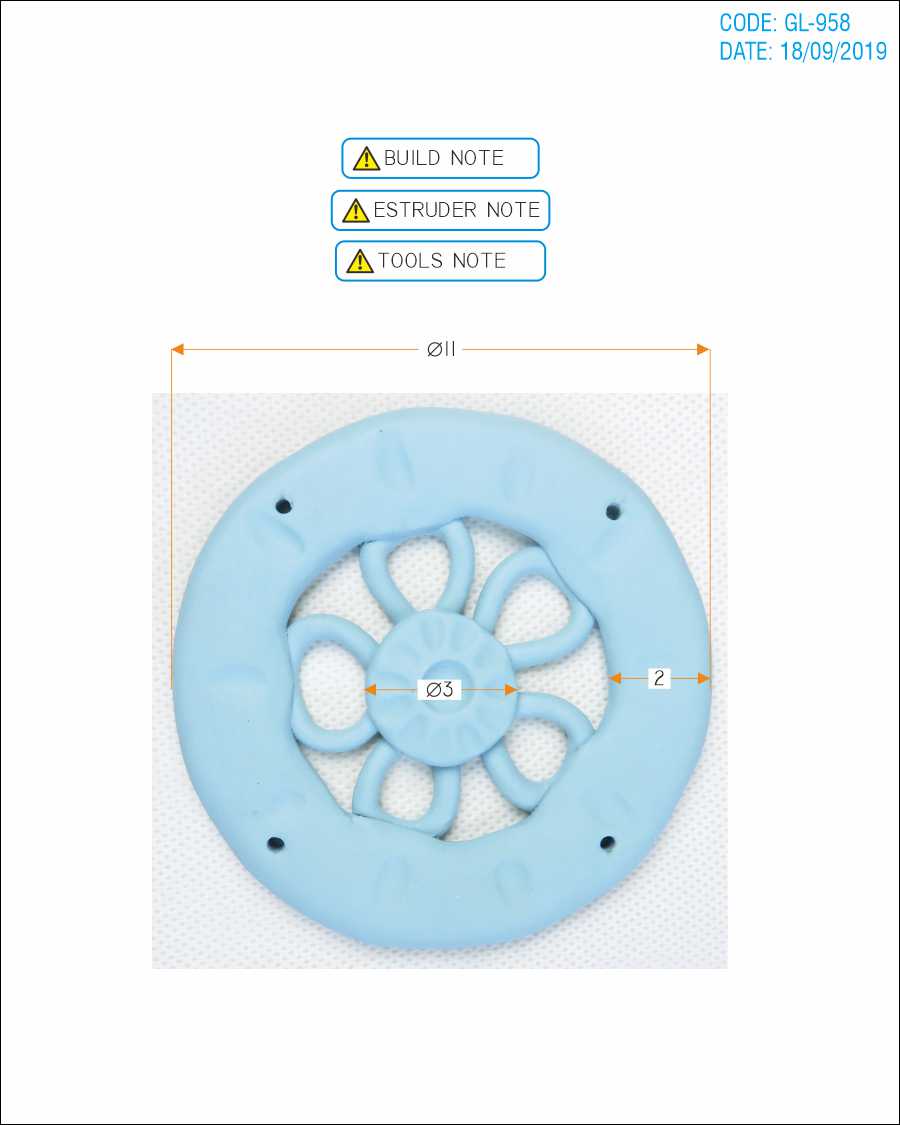 CODE: GL-958
DATE: 18/09/2019
BUILD NOTE
ESTRUDER NOTE
TOOLS NOTE
Ø11
2
Ø3